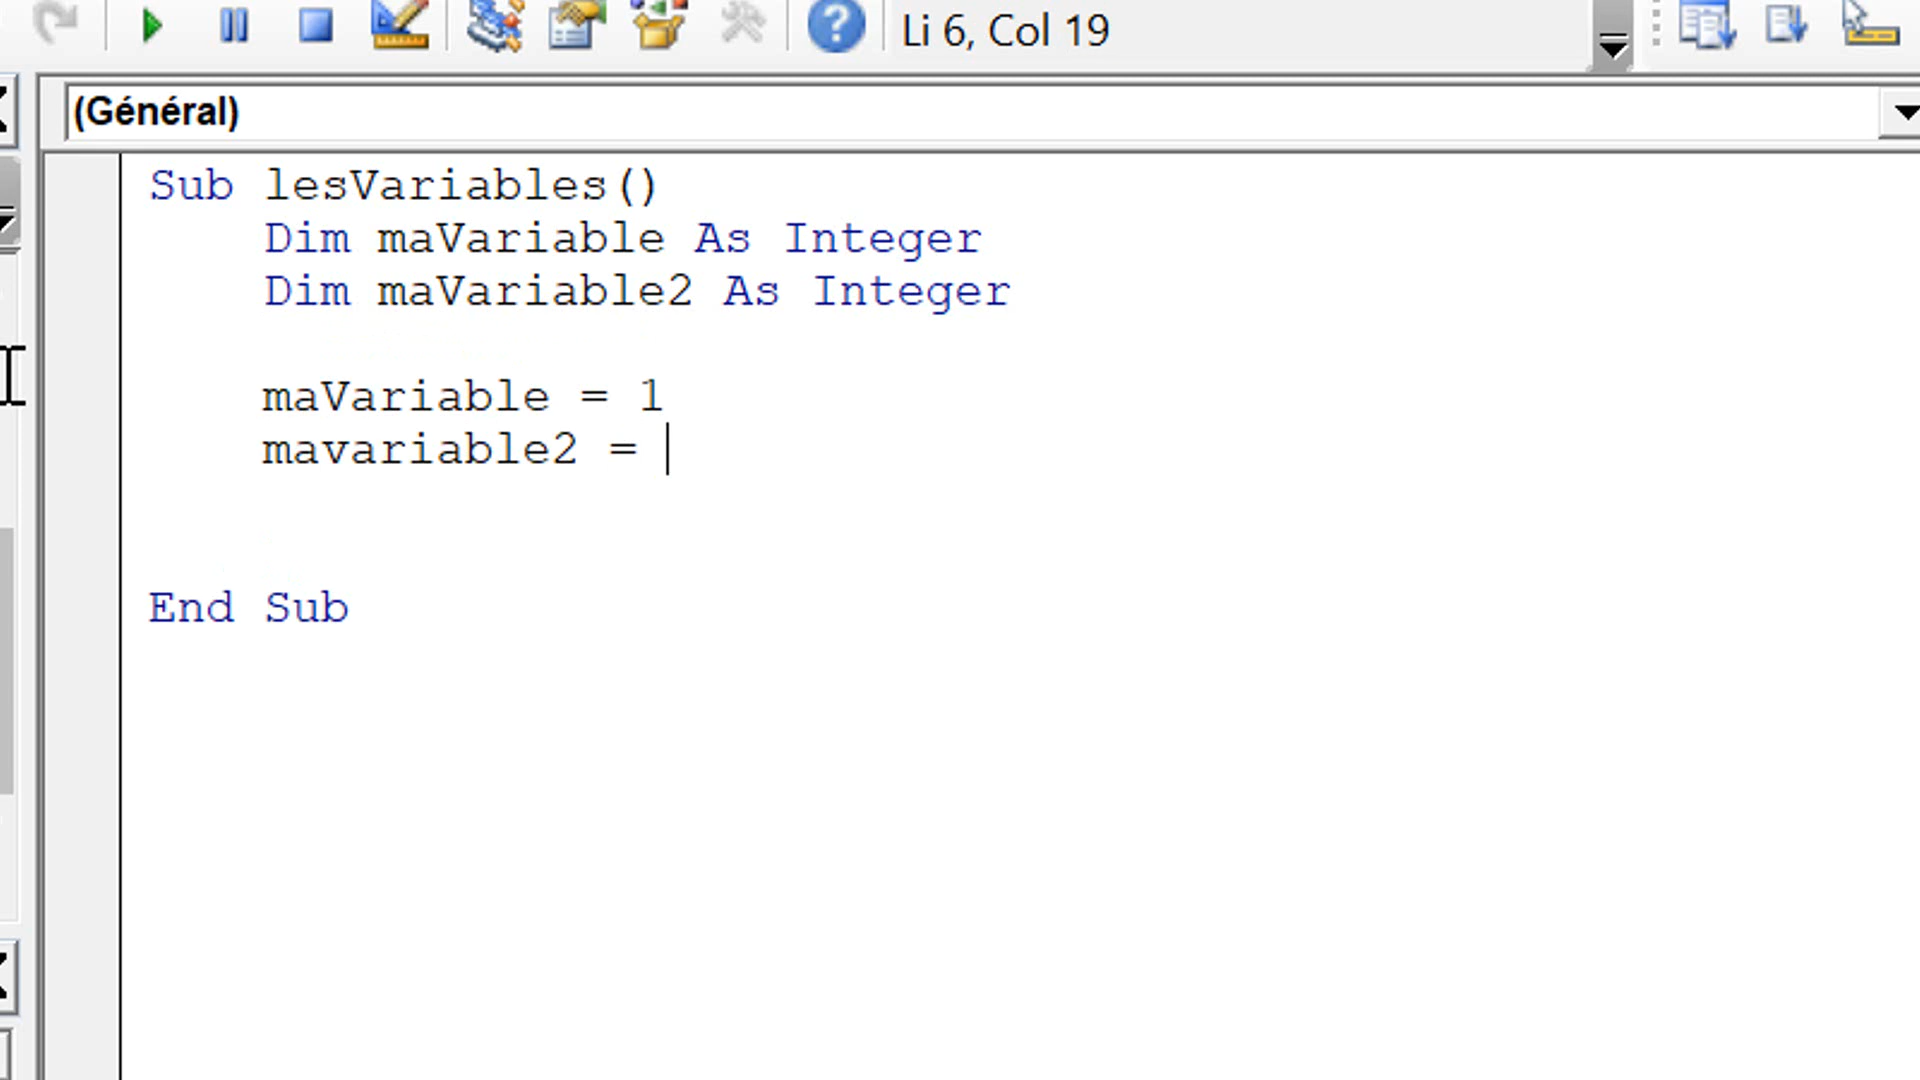 Li 6, Col 19
(Général)
Sub lesVariables()
Dim maVariable As Integer
Dim maVariable2 As Integer
maVariable = 1
mavariable2 =
End Sub